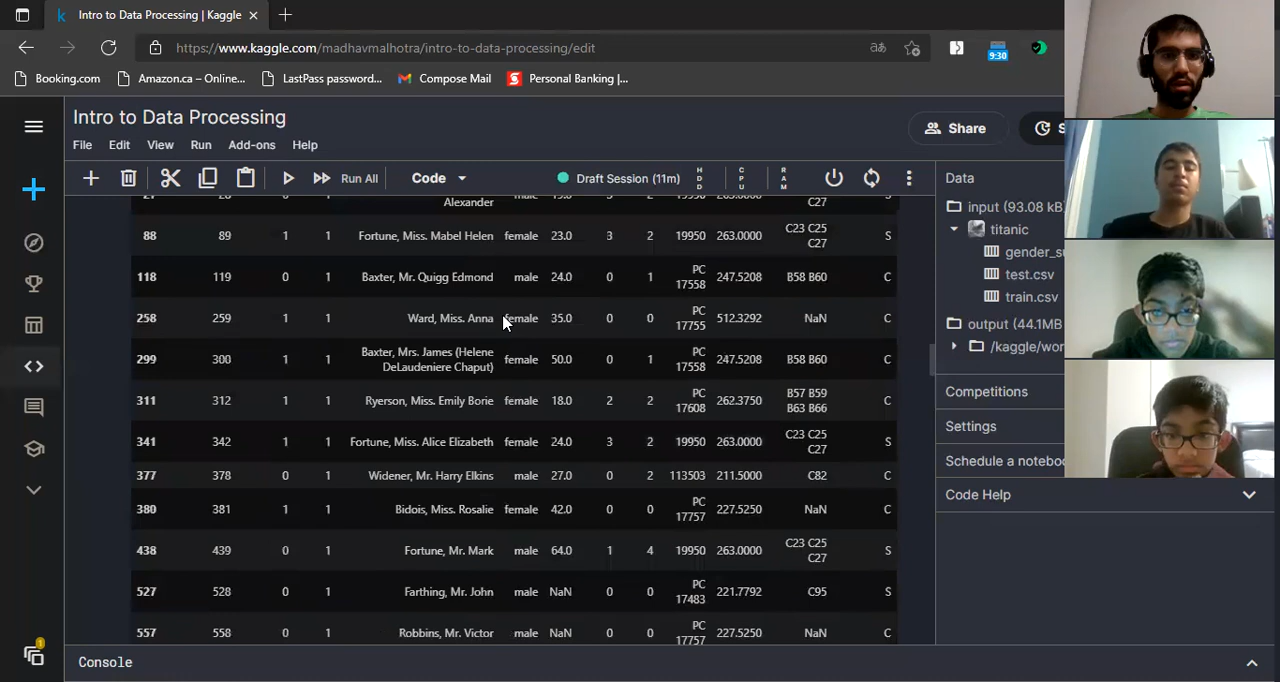 Intro to Data Processing | Kaggle
https://www.kaggle.com/madhavmalhotra/intro-to-data-processing/edit
9:30
Booking.com Amazon.ca – Online... LastPass password... Compose Mail Personal Banking |...
Intro to Data Processing
Share
File Edit View Run Add-ons Help
Run All Code Draft Session (11m) HDD CPU RAM
Data
input (93.08 kB
titanic
gender_su
test.csv
train.csv
output (44.1MB
/kaggle/wor
Competitions
Settings
Schedule a noteboo
Code Help
Alexander C27
88 89 1 1 Fortune, Miss. Mabel Helen female 23.0 3 2 19950 263.0000 C23 C25 C27 S
118 119 0 1 Baxter, Mr. Quigg Edmond male 24.0 0 1 PC 17558 247.5208 B58 B60 C
258 259 1 1 Ward, Miss. Anna female 35.0 0 0 PC 17755 512.3292 NaN C
299 300 1 1 Baxter, Mrs. James (Helene DeLaudeniere Chaput) female 50.0 0 1 PC 17558 247.5208 B58 B60 C
311 312 1 1 Ryerson, Miss. Emily Borie female 18.0 2 2 PC 17608 262.3750 B57 B59 B63 B66 C
341 342 1 1 Fortune, Miss. Alice Elizabeth female 24.0 3 2 19950 263.0000 C23 C25 C27 S
377 378 0 1 Widener, Mr. Harry Elkins male 27.0 0 2 113503 211.5000 C82 C
380 381 1 1 Bidois, Miss. Rosalie female 42.0 0 0 PC 17757 227.5250 NaN C
438 439 0 1 Fortune, Mr. Mark male 64.0 1 4 19950 263.0000 C23 C25 C27 S
527 528 0 1 Farthing, Mr. John male NaN 0 0 PC 17483 221.7792 C95 S
557 558 0 1 Robbins, Mr. Victor male NaN 0 0 PC 17757 227.5250 NaN C
1
Console